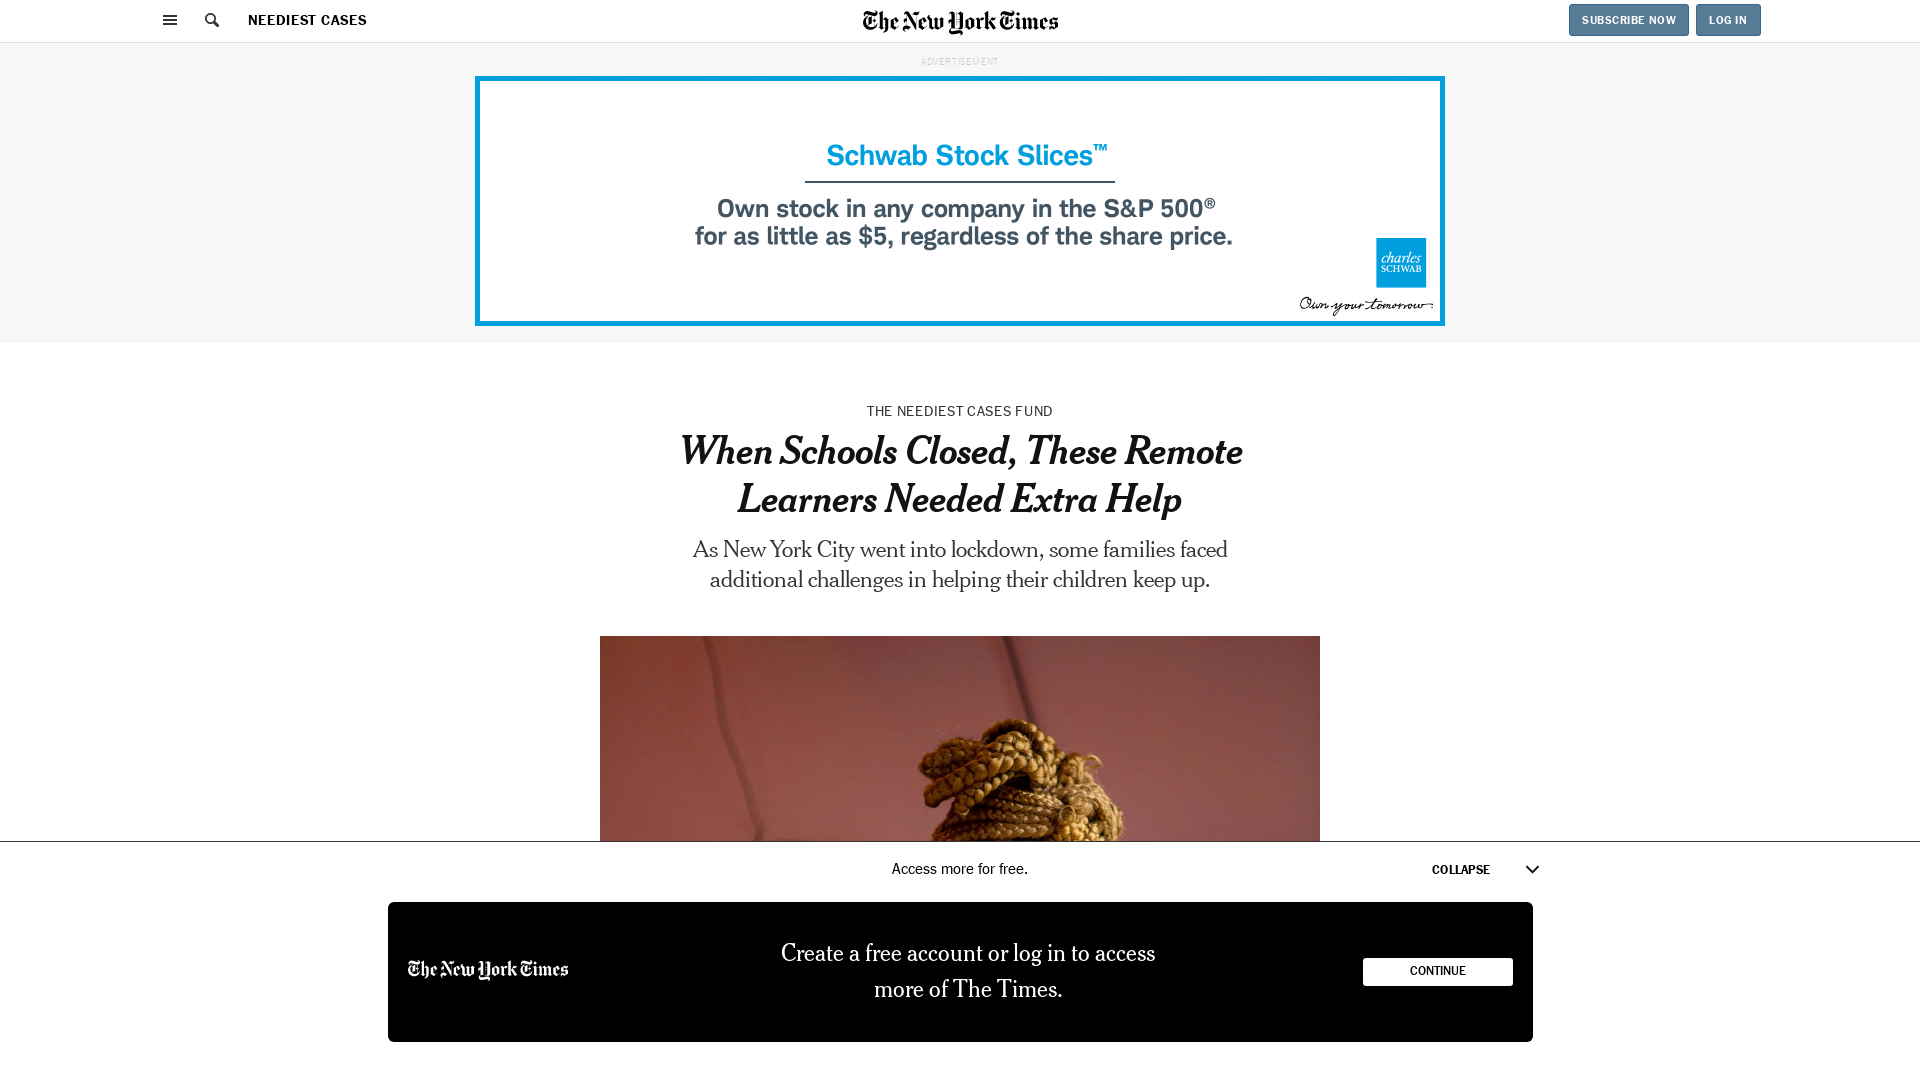 NEEDIEST CASES
The New York Times
SUBSCRIBE NOW
LOG IN
ADVERTISEMENT
Schwab Stock Slices™
Own stock in any company in the S&P 500®
for as little as $5, regardless of the share price.
charles
SCHWAB
Own your tomorrow
THE NEEDIEST CASES FUND
When Schools Closed, These Remote
Learners Needed Extra Help
As New York City went into lockdown, some families faced
additional challenges in helping their children keep up.
Access more for free.
COLLAPSE
The New York Times
Create a free account or log in to access
more of The Times.
CONTINUE